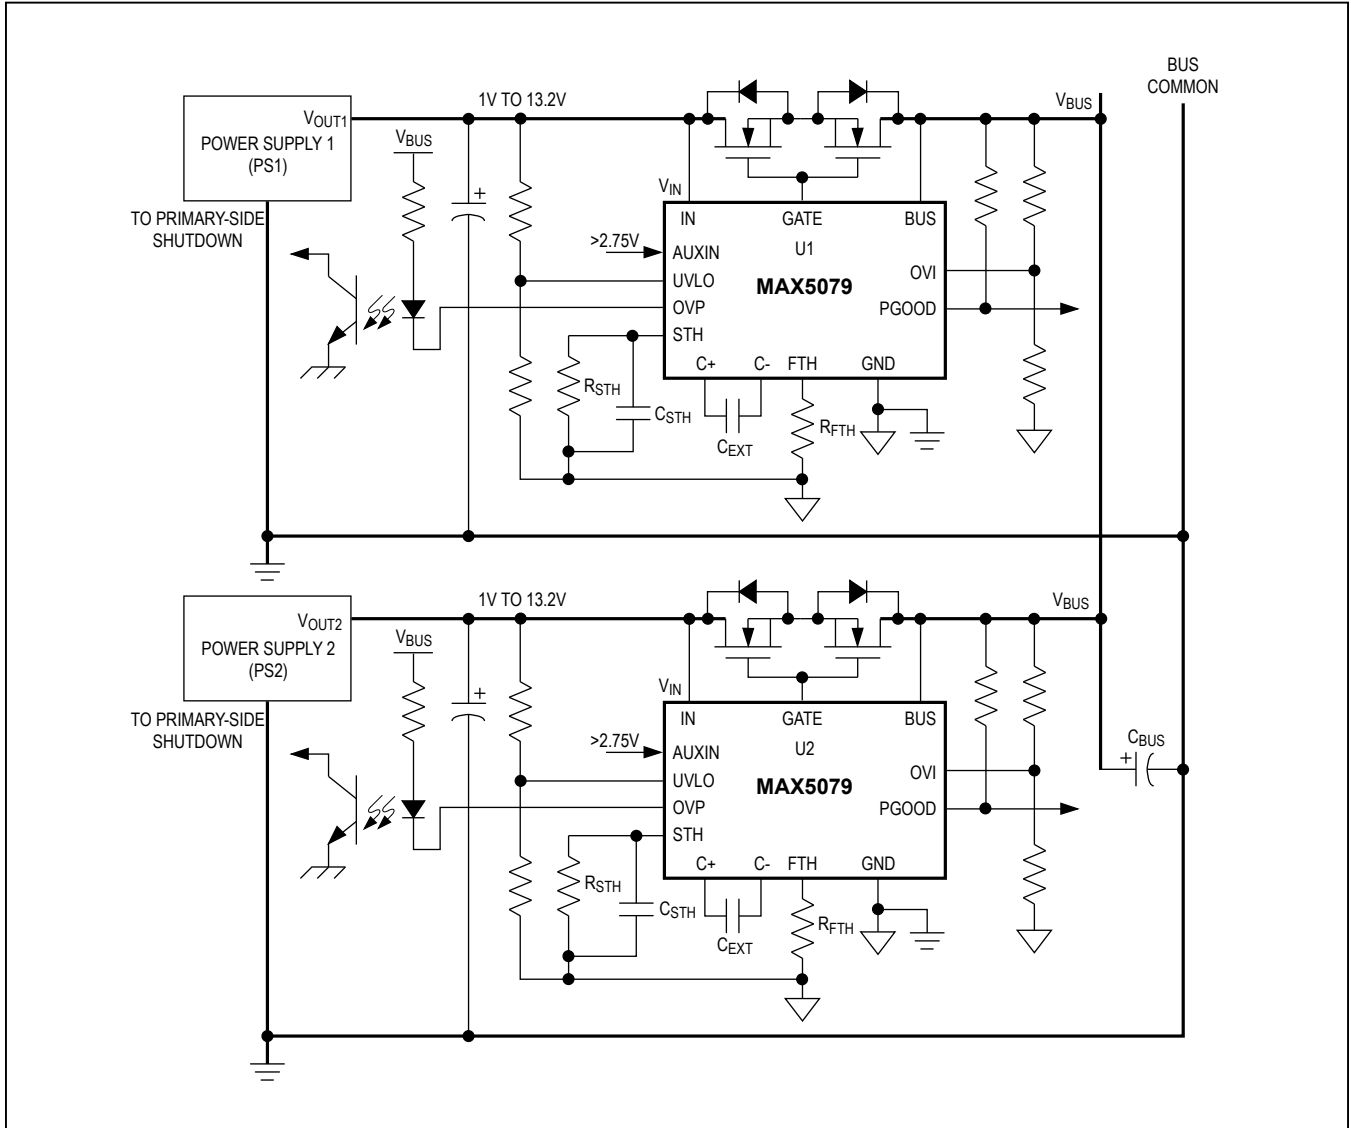 BUS
COMMON
1V TO 13.2V
VBUS
VOUT1
POWER SUPPLY 1
(PS1)
VBUS
+
TO PRIMARY-SIDE
SHUTDOWN
VIN
IN
GATE
BUS
>2.75V
AUXIN
U1
UVLO
MAX5079
OVI
OVP
PGOOD
STH
C+
C-
FTH
GND
RSTH
CSTH
CEXT
RFTH
1V TO 13.2V
VBUS
VOUT2
POWER SUPPLY 2
(PS2)
VBUS
+
TO PRIMARY-SIDE
SHUTDOWN
VIN
IN
GATE
BUS
>2.75V
AUXIN
U2
CBUS
+
UVLO
MAX5079
OVI
OVP
PGOOD
STH
C+
C-
FTH
GND
RSTH
CSTH
CEXT
RFTH